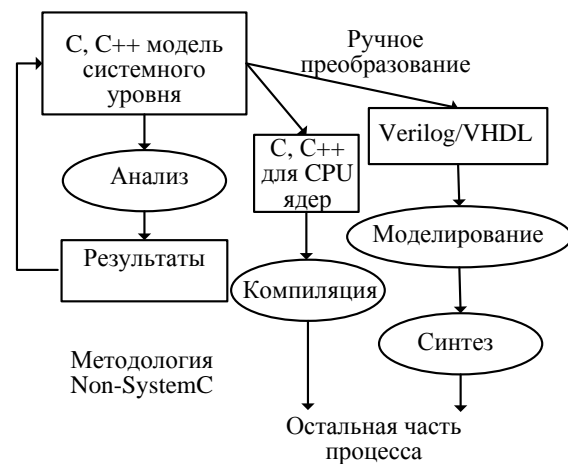 С, С++ модель
системного
уровня
Ручное
преобразование
С, С++
для CPU
ядер
Verilog/VHDL
Анализ
Результаты
Компиляция
Моделирование
Синтез
Методология
Non-SystemC
Остальная часть
процесса